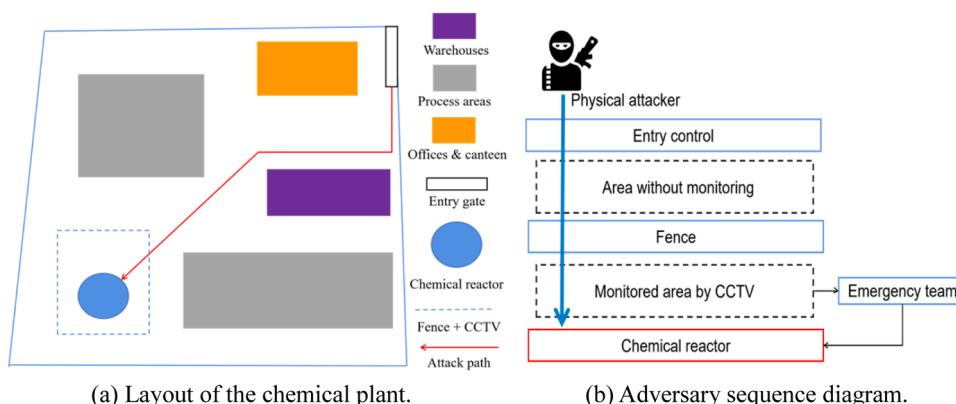 Warehouses
Process areas
Offices & canteen
Entry gate
Chemical reactor
Fence + CCTV
Attack path
(a) Layout of the chemical plant.
Physical attacker
Entry control
Area without monitoring
Fence
Monitored area by CCTV
Emergency team
Chemical reactor
(b) Adversary sequence diagram.